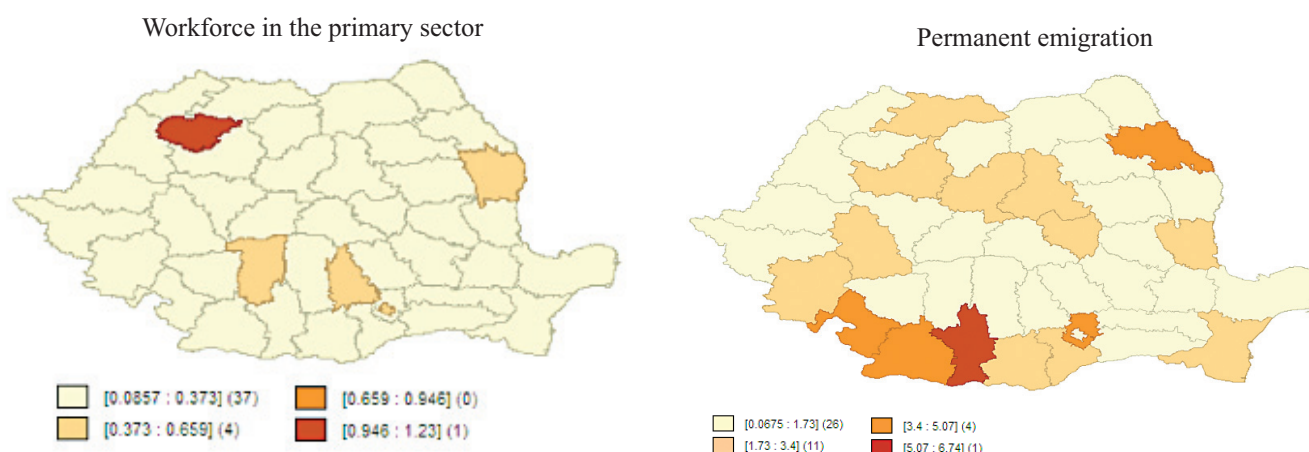 Workforce in the primary sector
Permanent emigration
[0.0857 : 0.373] (37)
[0.659 : 0.946] (0)
[0.373 : 0.659] (4)
[0.946 : 1.23] (1)
[0.0675 : 1.73] (26)
[3.4 : 5.07] (4)
[1.73 : 3.4] (11)
[5.07 : 6.74] (1)